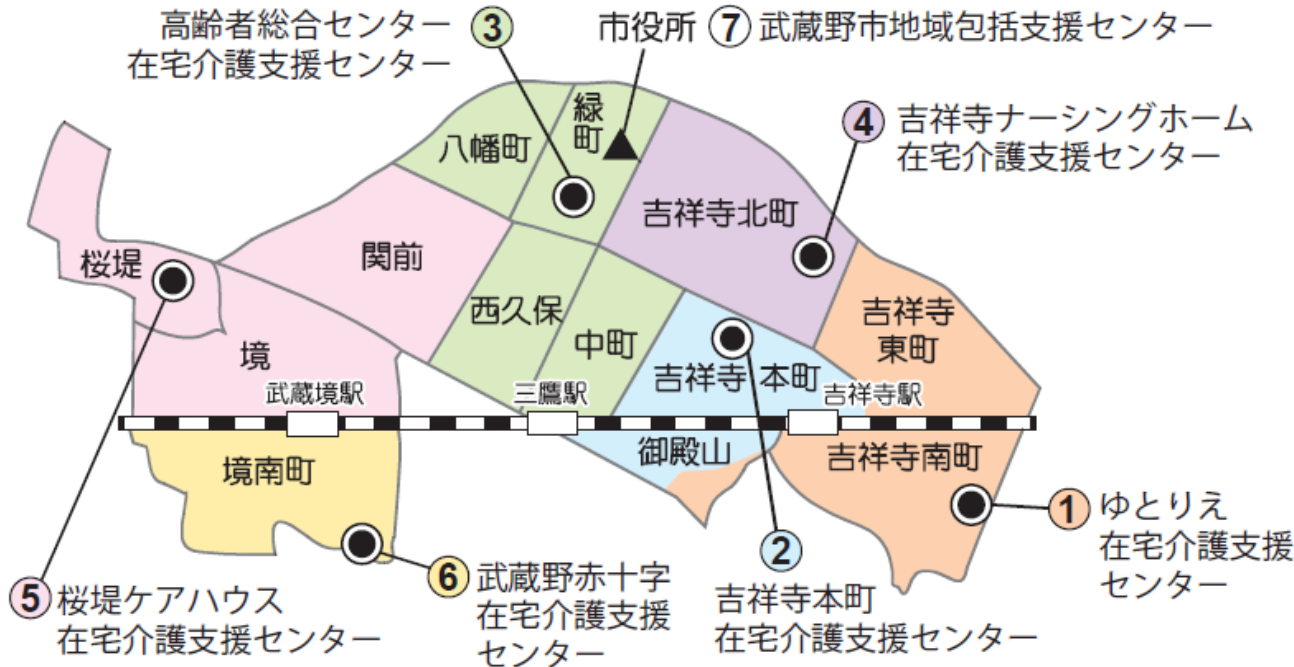 高齢者総合センター
在宅介護支援センター
3
市役所 7 武蔵野市地域包括支援センター
4
吉祥寺ナーシングホーム
在宅介護支援センター
緑町
八幡町
吉祥寺北町
桜堤
関前
西久保
中町
吉祥寺
東町
境
吉祥寺 本町
武蔵境駅
三鷹駅
吉祥寺駅
境南町
御殿山
吉祥寺南町
1 ゆとりえ
在宅介護支援
センター
2
吉祥寺本町
在宅介護支援センター
6 武蔵野赤十字
在宅介護支援
センター
5 桜堤ケアハウス
在宅介護支援センター